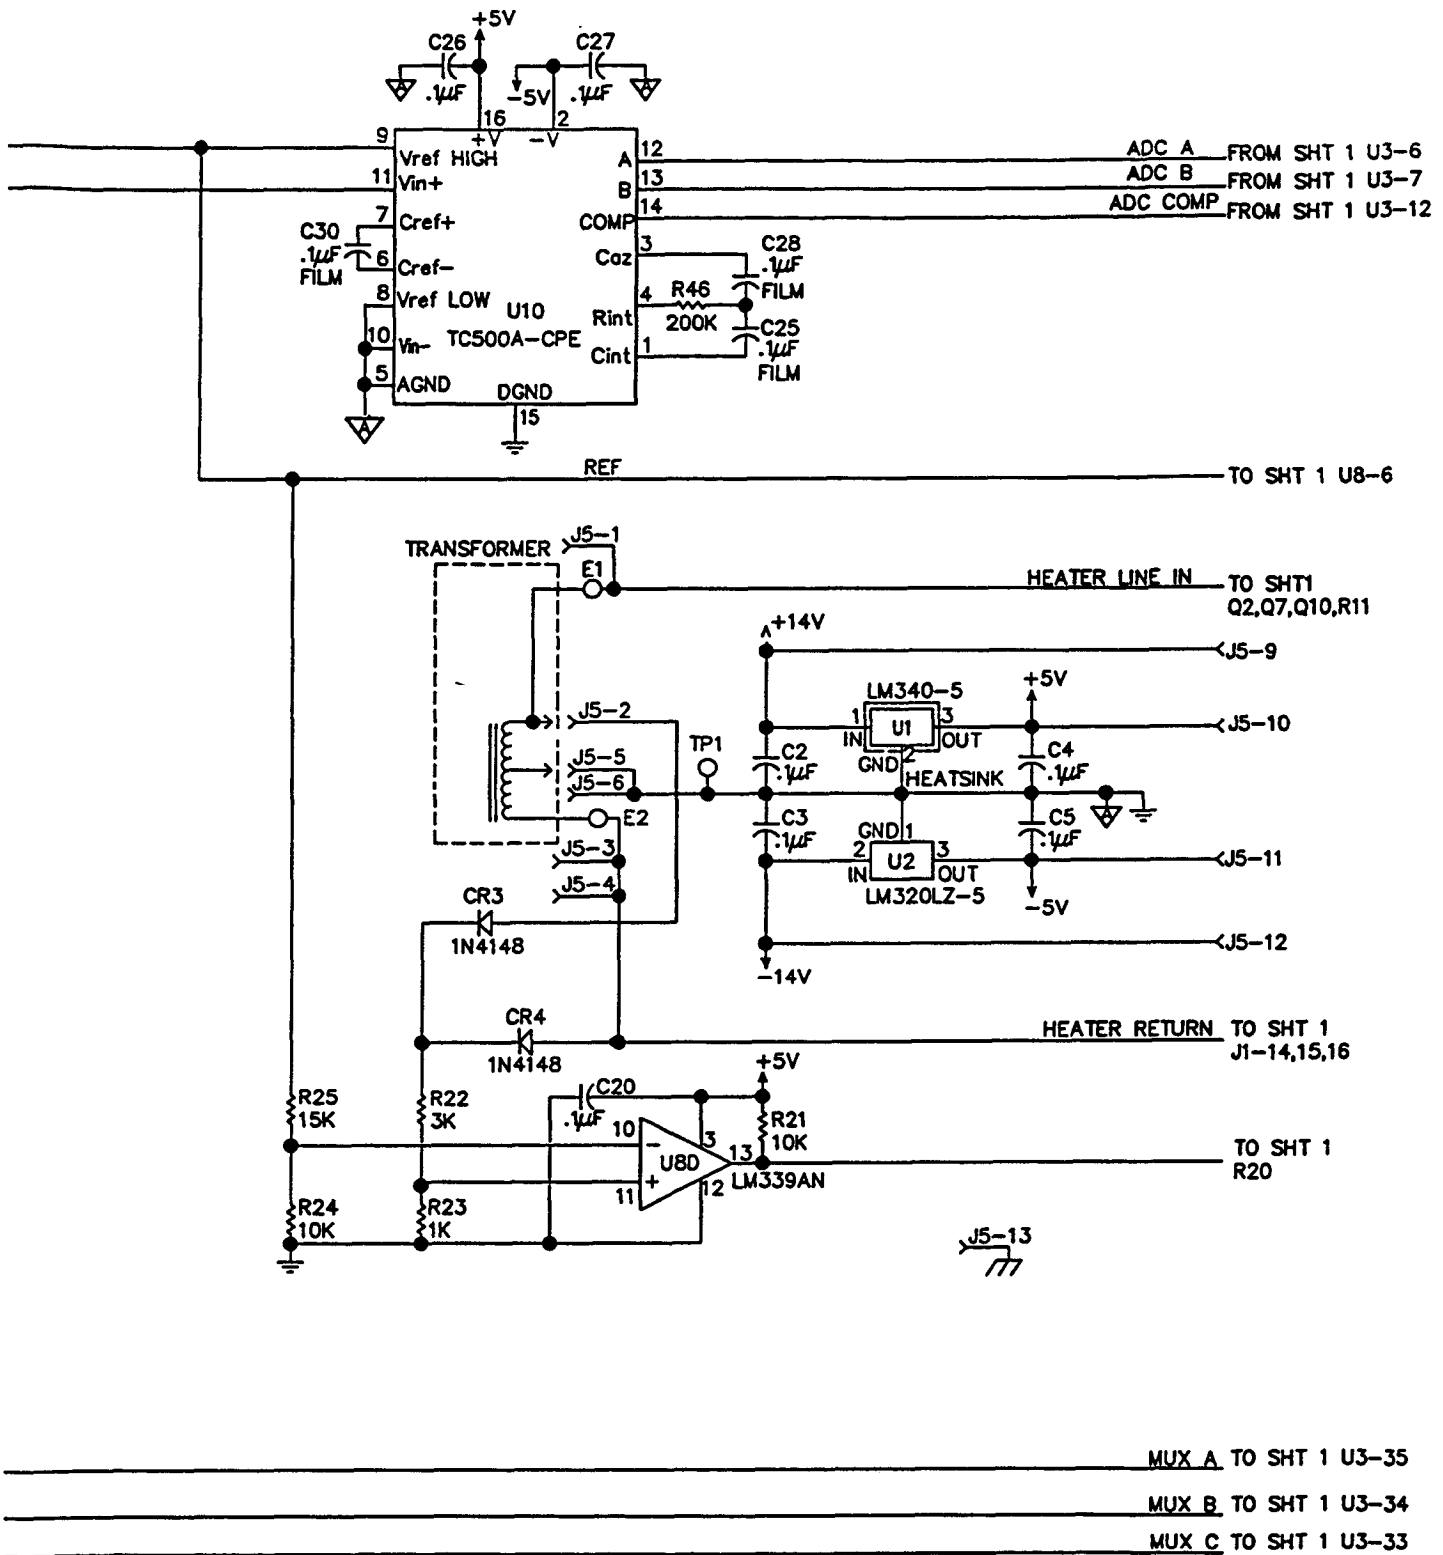 +5V
C26
.1µF
C27
.1µF
-5V
16
+V
2
-V
9
Vref HIGH
11
Vin+
7
Cref+
C30
.1µF
FILM
6
Cref-
8
Vref LOW
10
Vin-
5
AGND
U10
TC500A-CPE
DGND
15
A
12
B
13
COMP
14
Caz
3
Rint
4
Cint
1
R46
200K
C28
.1µF
FILM
C25
.1µF
FILM
A
A
A
ADC A FROM SHT 1 U3-6
ADC B FROM SHT 1 U3-7
ADC COMP FROM SHT 1 U3-12
REF TO SHT 1 U8-6
TRANSFORMER
J5-1
E1
HEATER LINE IN TO SHT1
Q2,Q7,Q10,R11
+14V
J5-9
+5V
LM340-5
1
IN
U1
3
OUT
GND
2
HEATSINK
J5-10
J5-2
J5-5
J5-6
E2
J5-3
J5-4
TP1
C2
.1µF
C4
.1µF
A
C3
.1µF
C5
.1µF
GND
1
2
IN
U2
3
OUT
LM320LZ-5
J5-11
-5V
J5-12
-14V
CR3
1N4148
CR4
1N4148
HEATER RETURN TO SHT 1
J1-14,15,16
+5V
C20
.1µF
R25
15K
R22
3K
R21
10K
10
-
3
U8D
13
LM339AN
+
11
12
R24
10K
R23
1K
TO SHT 1
R20
J5-13
MUX A TO SHT 1 U3-35
MUX B TO SHT 1 U3-34
MUX C TO SHT 1 U3-33